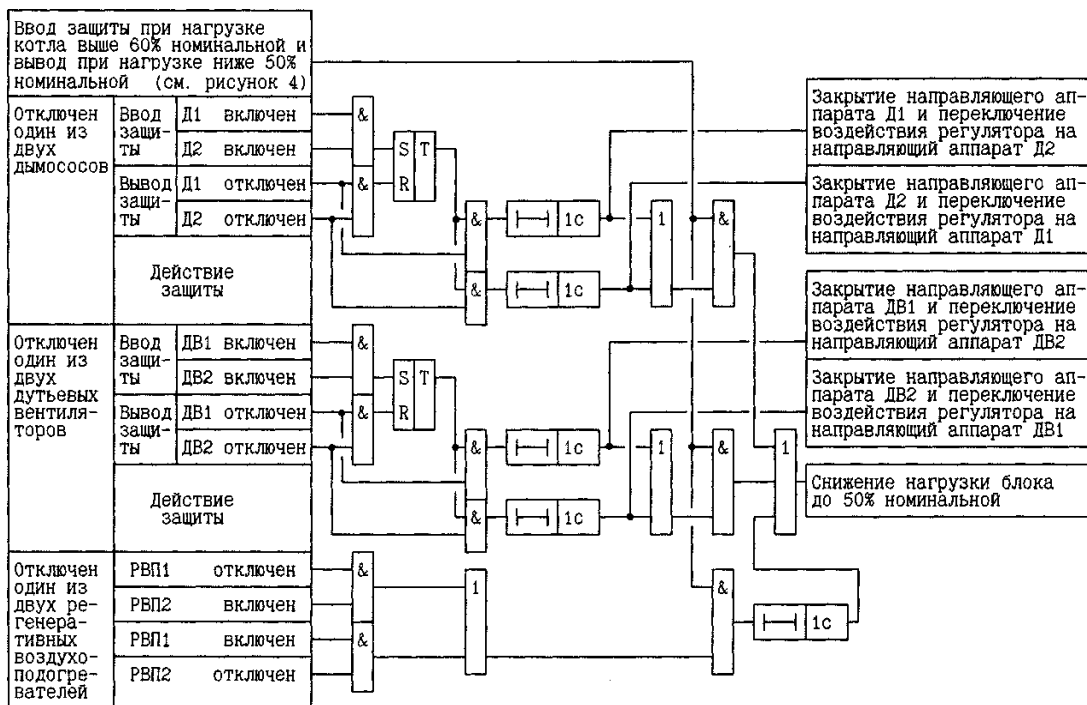 Ввод защиты при нагрузке
котла выше 60% номинальной и
вывод при нагрузке ниже 50%
номинальной (см. рисунок 4)
Отключен
один из
двух
дымососов
Ввод
защи-
ты
Д1 включен
Д2 включен
Вывод
защи-
ты
Д1 отключен
Д2 отключен
Действие
защиты
&
&
S T
R
&
&
1с
1с
1
&
Закрытие направляющего ап-
парата Д1 и переключение
воздействия регулятора на
направляющий аппарат Д2
Закрытие направляющего ап-
парата Д2 и переключение
воздействия регулятора на
направляющий аппарат Д1
Отключен
один из
двух
дутьевых
вентиля-
торов
Ввод
защи-
ты
ДВ1 включен
ДВ2 включен
Вывод
защи-
ты
ДВ1 отключен
ДВ2 отключен
Действие
защиты
&
&
S T
R
&
&
1с
1с
1
&
1
Закрытие направляющего ап-
парата ДВ1 и переключение
воздействия регулятора на
направляющий аппарат ДВ2
Закрытие направляющего ап-
парата ДВ2 и переключение
воздействия регулятора на
направляющий аппарат ДВ1
Снижение нагрузки блока
до 50% номинальной
Отключен
один из
двух ре-
генера-
тивных
воздухо-
подогре-
вателей
РВП1 отключен
РВП2 включен
РВП1 включен
РВП2 отключен
&
&
1
&
1с